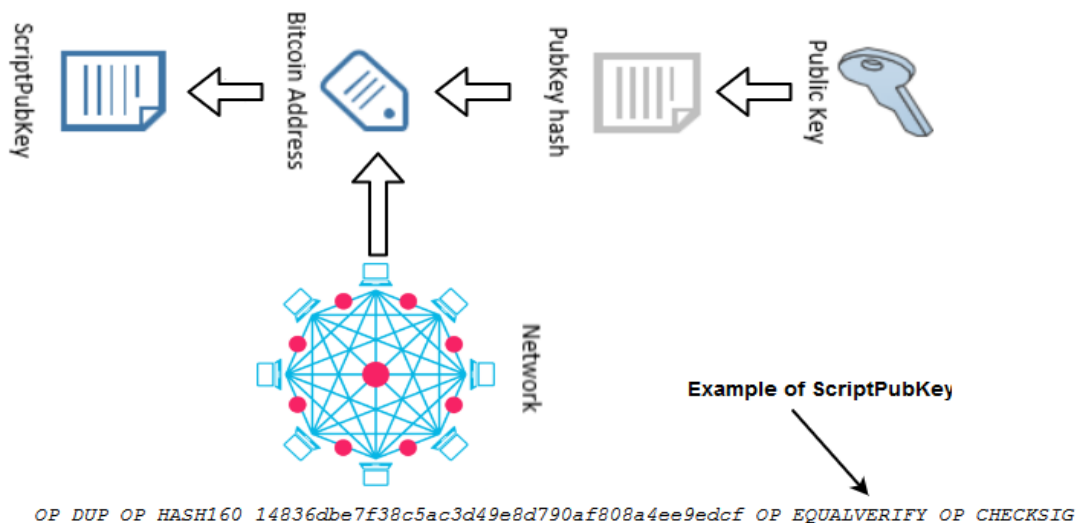 ScriptPubKey
Bitcoin Address
PubKey hash
Public Key
Network
Example of ScriptPubKey
OP DUP OP HASH160 14836dbe7f38c5ac3d49e8d790af808a4ee9edcf OP EQUALVERIFY OP CHECKSIG